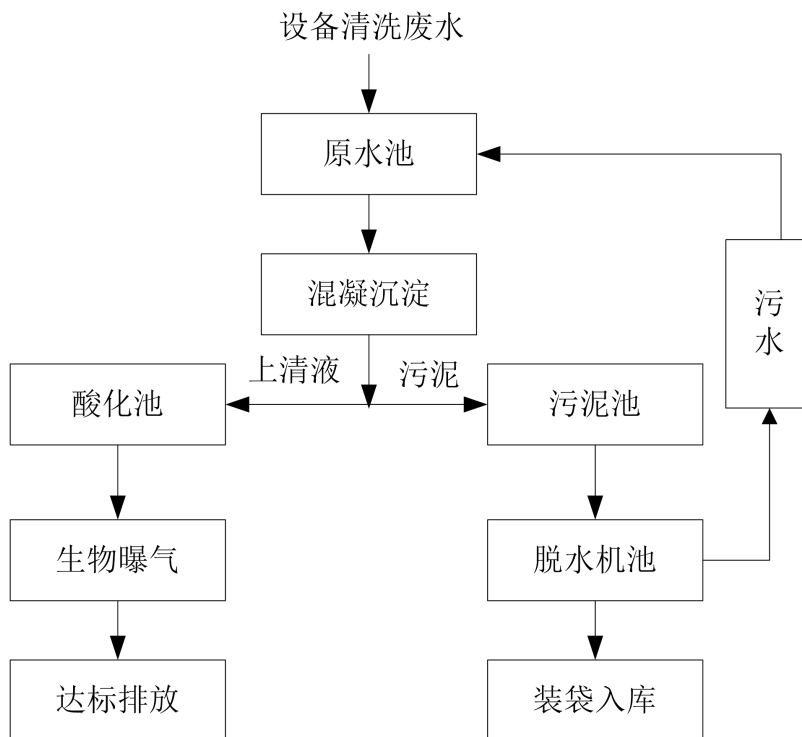 设备清洗废水
原水池
混凝沉淀
污
水
上清液
污泥
酸化池
污泥池
生物曝气
脱水机池
达标排放
装袋入库